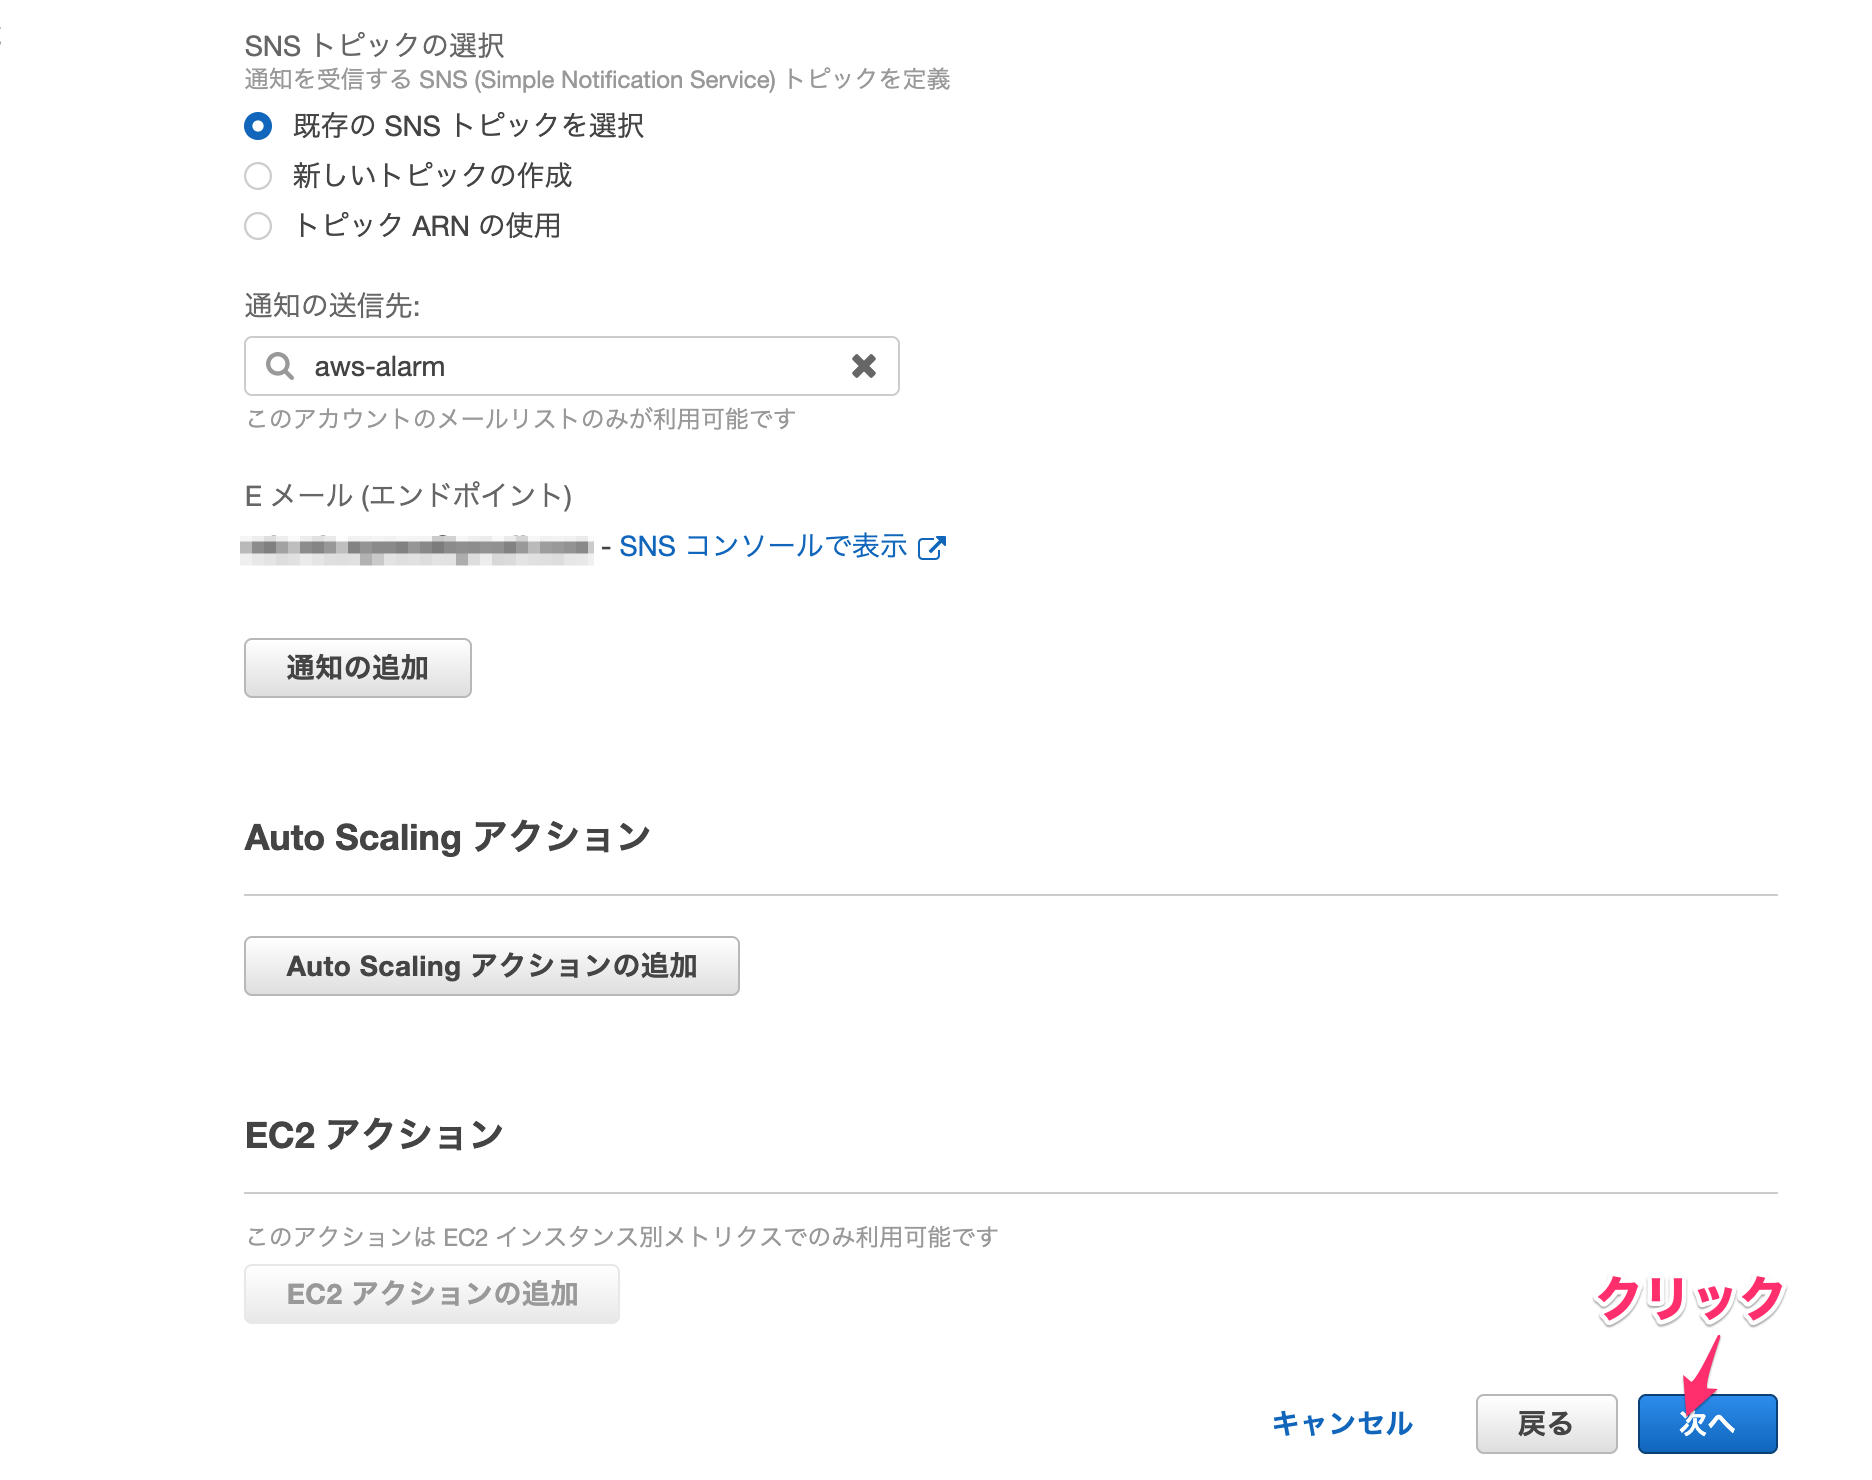 SNS トピックの選択
通知を受信する SNS (Simple Notification Service) トピックを定義
既存の SNS トピックを選択
新しいトピックの作成
トピック ARN の使用
通知の送信先:
aws-alarm
このアカウントのメールリストのみが利用可能です
E メール (エンドポイント)
- SNS コンソールで表示
通知の追加
Auto Scaling アクション
Auto Scaling アクションの追加
EC2 アクション
このアクションは EC2 インスタンス別メトリクスでのみ利用可能です
EC2 アクションの追加
クリック
キャンセル 戻る 次へ